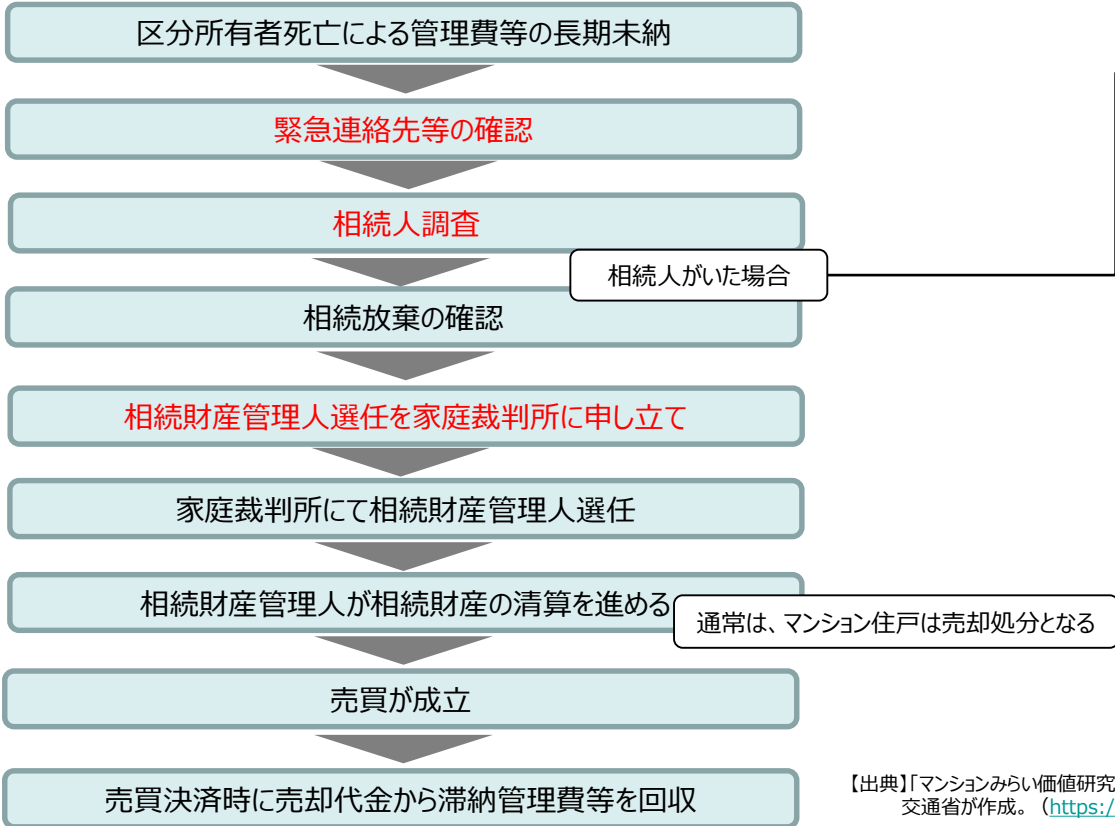 区分所有者死亡による管理費等の長期未納
緊急連絡先等の確認
相続人調査
相続人がいた場合
相続放棄の確認
相続財産管理人選任を家庭裁判所に申し立て
家庭裁判所にて相続財産管理人選任
相続財産管理人が相続財産の清算を進める
通常は、マンション住戸は売却処分となる
売買が成立
売買決済時に売却代金から滞納管理費等を回収
【出典】「マンションみらい価値研究
交通省が作成。（https:/